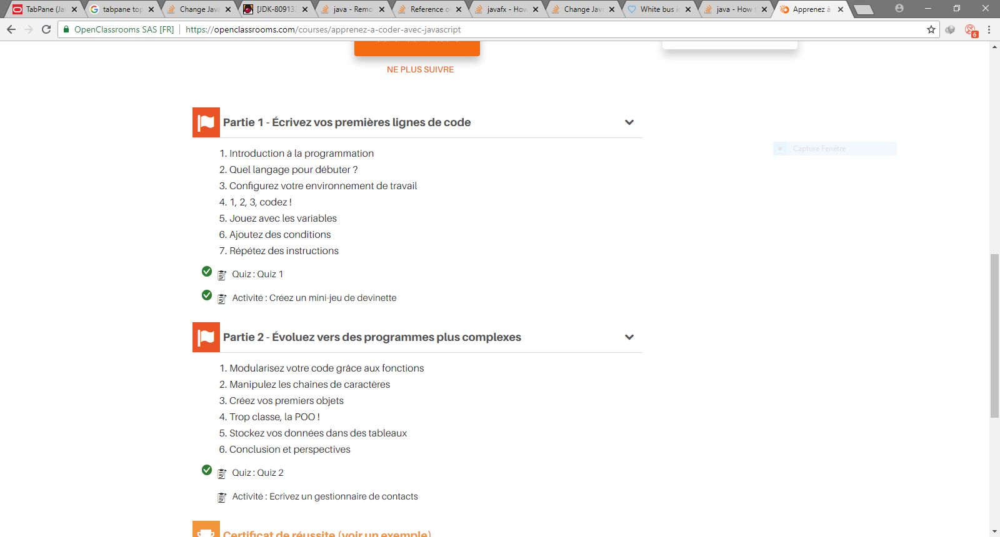 TabPane (Ja
tabpane top
Change Java
[JDK-809133
java - Remo
Reference o
javafx - How
Change Java
White bus i
java - How
Apprenez à
OpenClassrooms SAS [FR]
https://openclassrooms.com/courses/apprenez-a-coder-avec-javascript
6
NE PLUS SUIVRE
Partie 1 - Écrivez vos premières lignes de code
1. Introduction à la programmation
2. Quel langage pour débuter ?
3. Configurez votre environnement de travail
4. 1, 2, 3, codez !
5. Jouez avec les variables
6. Ajoutez des conditions
7. Répétez des instructions
Quiz : Quiz 1
Activité : Créez un mini-jeu de devinette
Capture Fenêtre
Partie 2 - Évoluez vers des programmes plus complexes
1. Modularisez votre code grâce aux fonctions
2. Manipulez les chaînes de caractères
3. Créez vos premiers objets
4. Trop classe, la POO !
5. Stockez vos données dans des tableaux
6. Conclusion et perspectives
Quiz : Quiz 2
Activité : Ecrivez un gestionnaire de contacts
Certificat de réussite (voir un exemple)